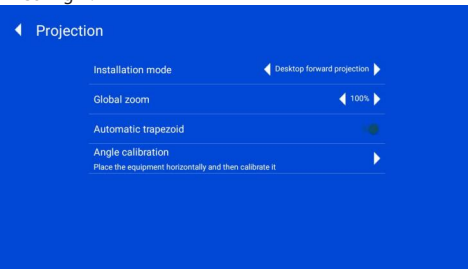 Projection
Installation mode
Desktop forward projection
Global zoom
100%
Automatic trapezoid
Angle calibration
Place the equipment horizontally and then calibrate it